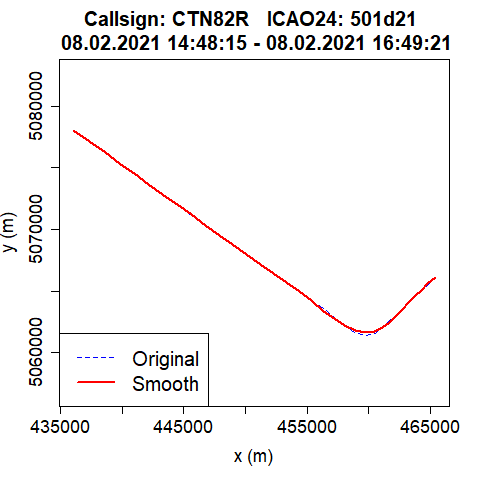 Callsign: CTN82R   ICAO24: 501d21
08.02.2021 14:48:15 - 08.02.2021 16:49:21
5080000
5070000
5060000
y (m)
Original
Smooth
435000 445000 455000 465000
x (m)